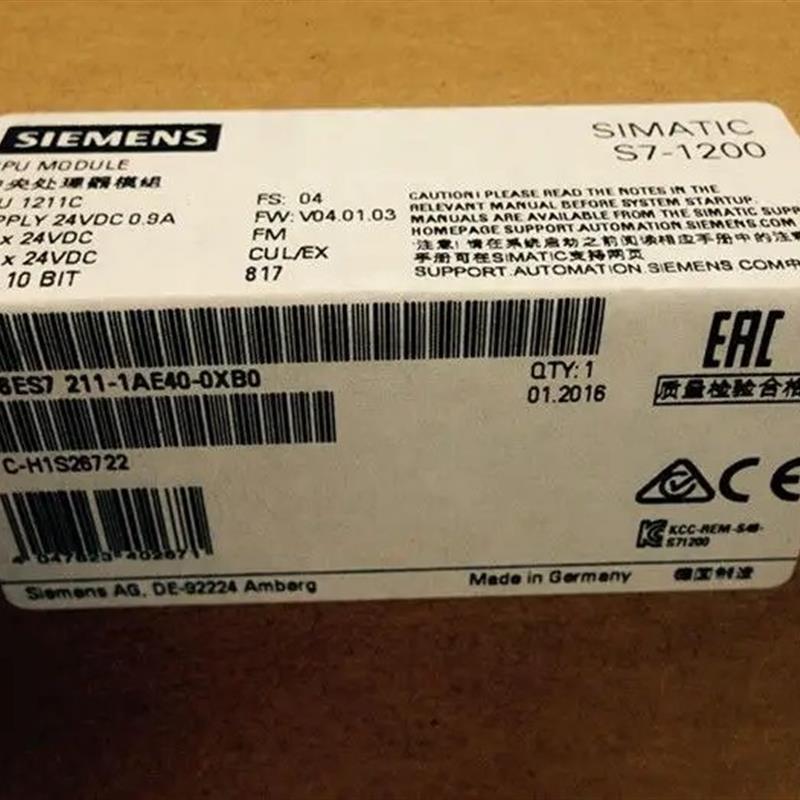 SIEMENS
SIMATIC
S7-1200
PU MODULE
中央处理器模组
U 1211C
PPLY 24VDC 0.9A
x 24VDC
x 24VDC
10 BIT
FS: 04
FW: V04.01.03
FM
CUL/EX
817
CAUTION! PLEASE READ THE NOTES IN THE
RELEVANT MANUAL BEFORE SYSTEM STARTUP.
MANUALS ARE AVAILABLE FROM THE SIMATIC SUPP
HOMEPAGE SUPPORT.AUTOMATION.SIEMENS.COM
注意! 请在系统启动之前阅读相应手册中的注意
手册可在SIMATIC支持网页
SUPPORT.AUTOMATION.SIEMENS.COM中
6ES7 211-1AE40-0XB0
QTY: 1
01.2016
EAC
质量检验合格
C-H1S26722
CE
KCC-REM-S49-
S71200
4 047623 402671
Siemens AG, DE-92224 Amberg
Made in Germany
德国制造